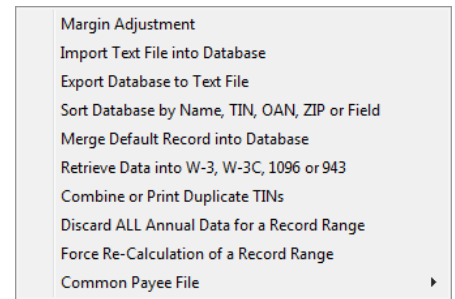 Margin Adjustment
Import Text File into Database
Export Database to Text File
Sort Database by Name, TIN, OAN, ZIP or Field
Merge Default Record into Database
Retrieve Data into W-3, W-3C, 1096 or 943
Combine or Print Duplicate TINs
Discard ALL Annual Data for a Record Range
Force Re-Calculation of a Record Range
Common Payee File